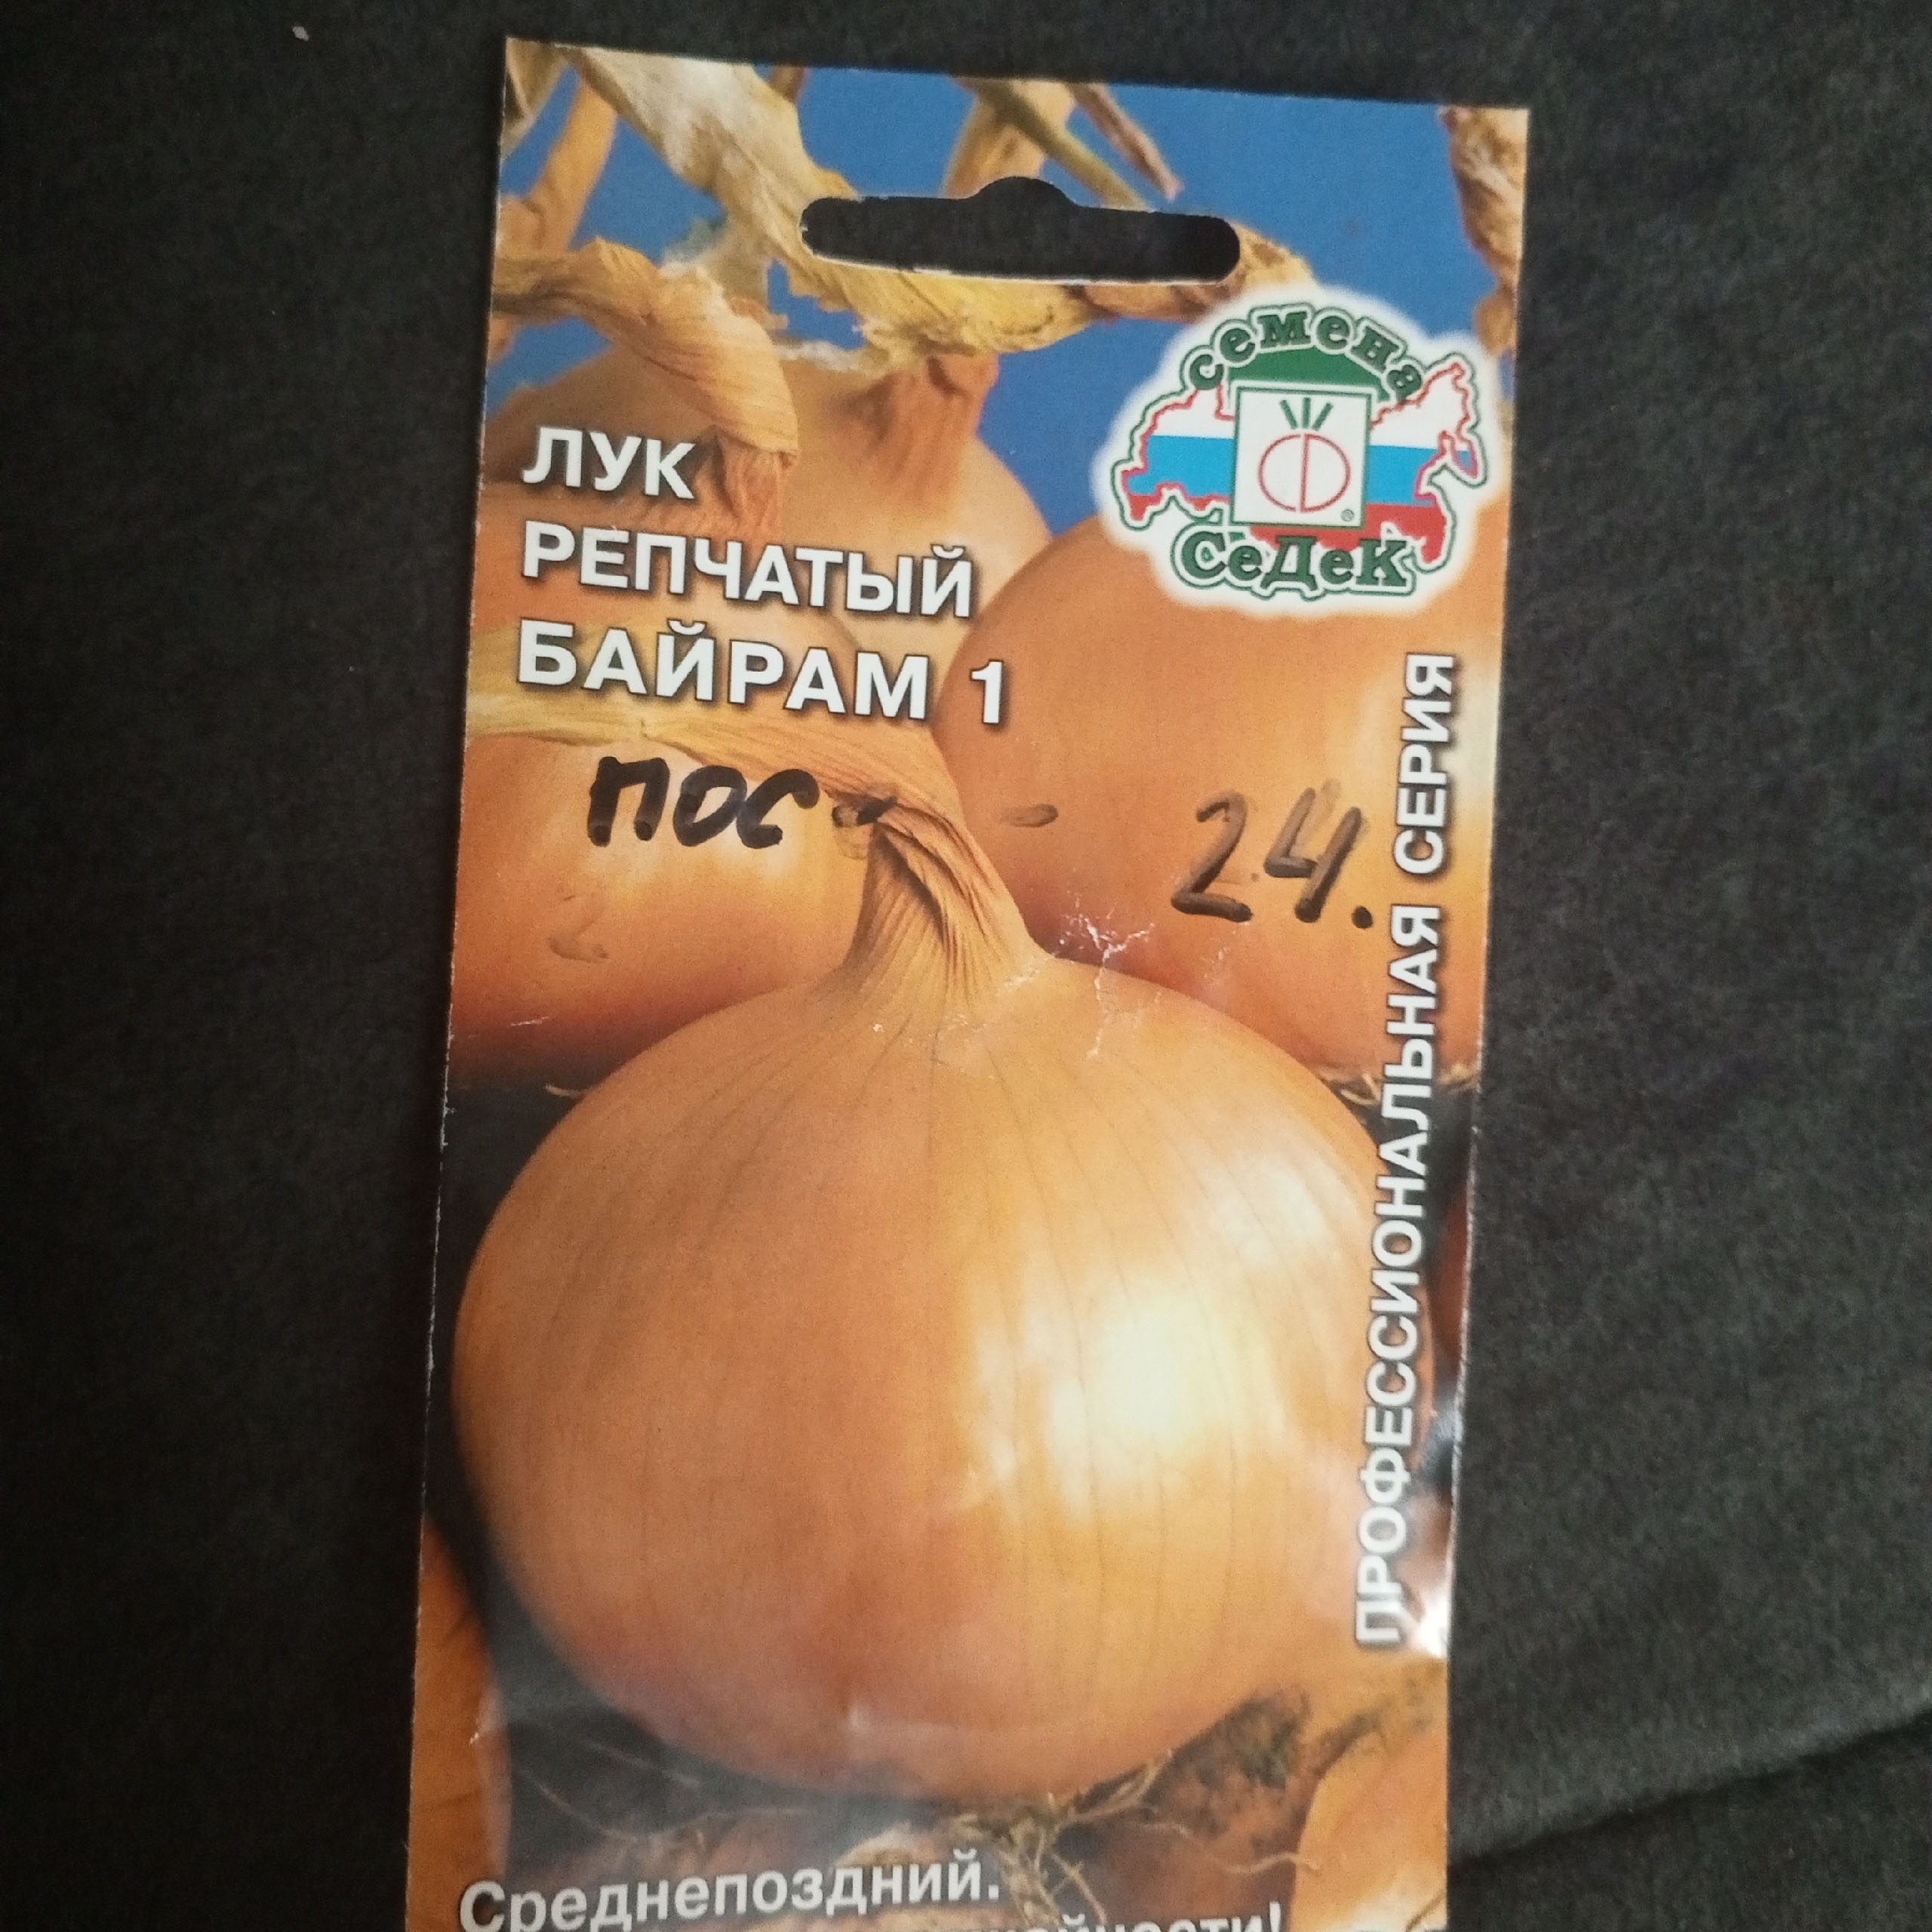 семена
СеДеК
ЛУК
РЕПЧАТЫЙ
БАЙРАМ 1
пос - - 24.
ПРОФЕССИОНАЛЬНАЯ СЕРИЯ
Среднепоздний.